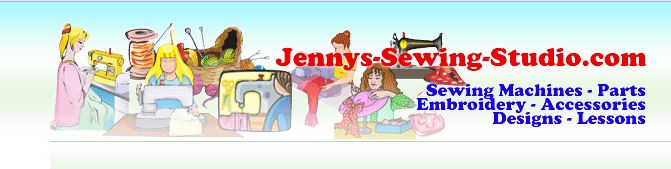 Jennys-Sewing-Studio.com
Sewing Machines - Parts
Embroidery - Accessories
Designs - Lessons